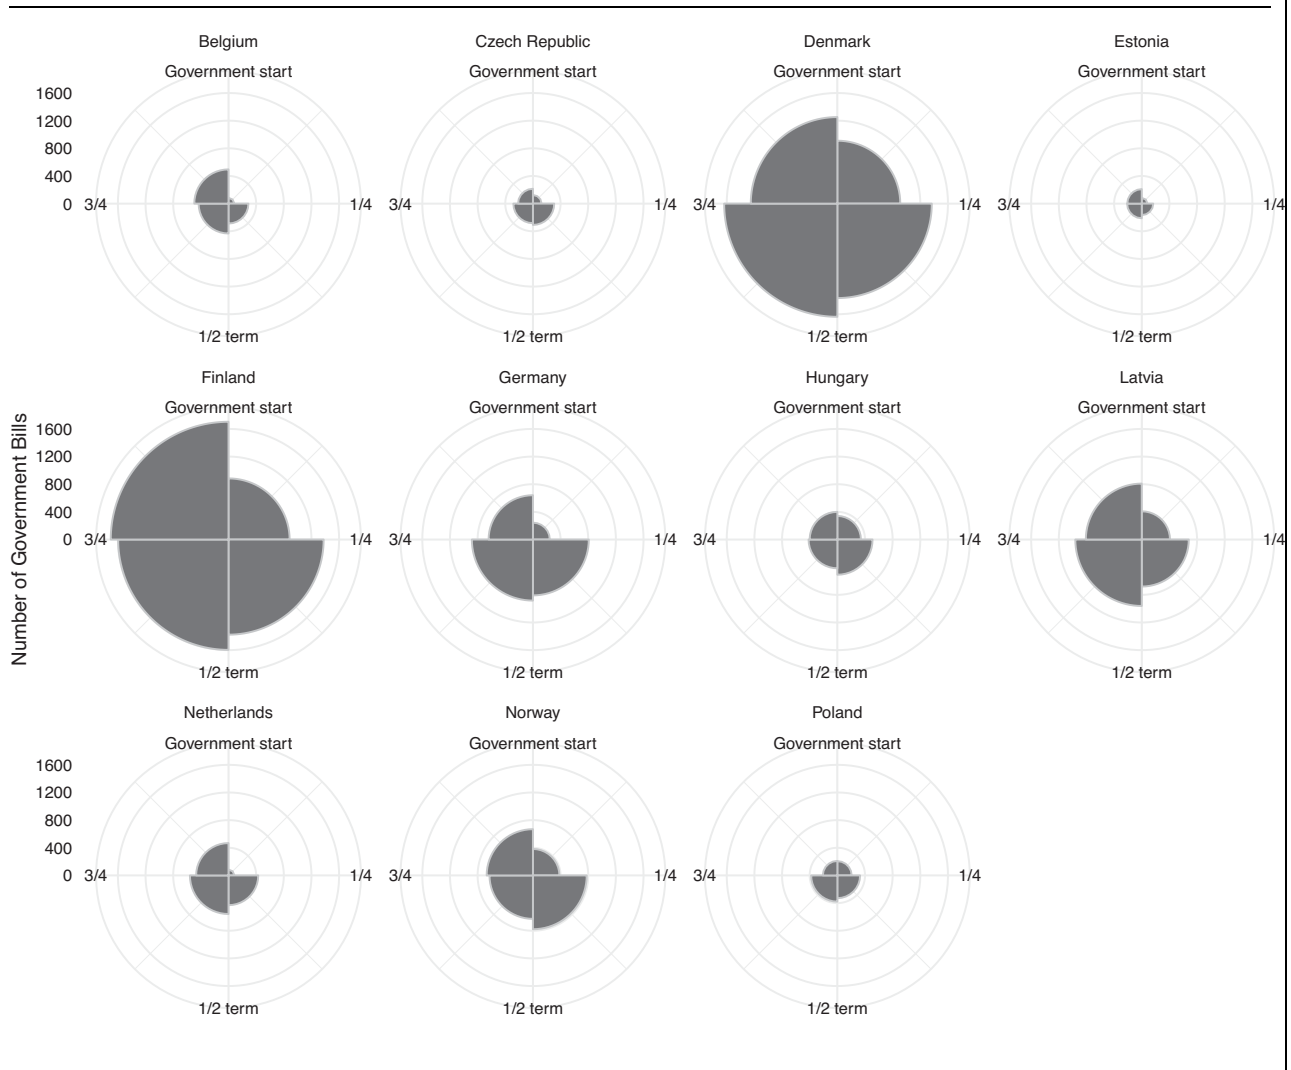 Belgium Czech Republic Denmark Estonia
Government start Government start Government start Government start
1600
1200
800
400
0 3/4 1/4 3/4 1/4 3/4 1/4 3/4 1/4
1/2 term 1/2 term 1/2 term 1/2 term
Finland Germany Hungary Latvia
Government start Government start Government start Government start
Number of Government Bills
1600
1200
800
400
0 3/4 1/4 3/4 1/4 3/4 1/4 3/4 1/4
1/2 term 1/2 term 1/2 term 1/2 term
Netherlands Norway Poland
Government start Government start Government start
1600
1200
800
400
0 3/4 1/4 3/4 1/4 3/4 1/4
1/2 term 1/2 term 1/2 term